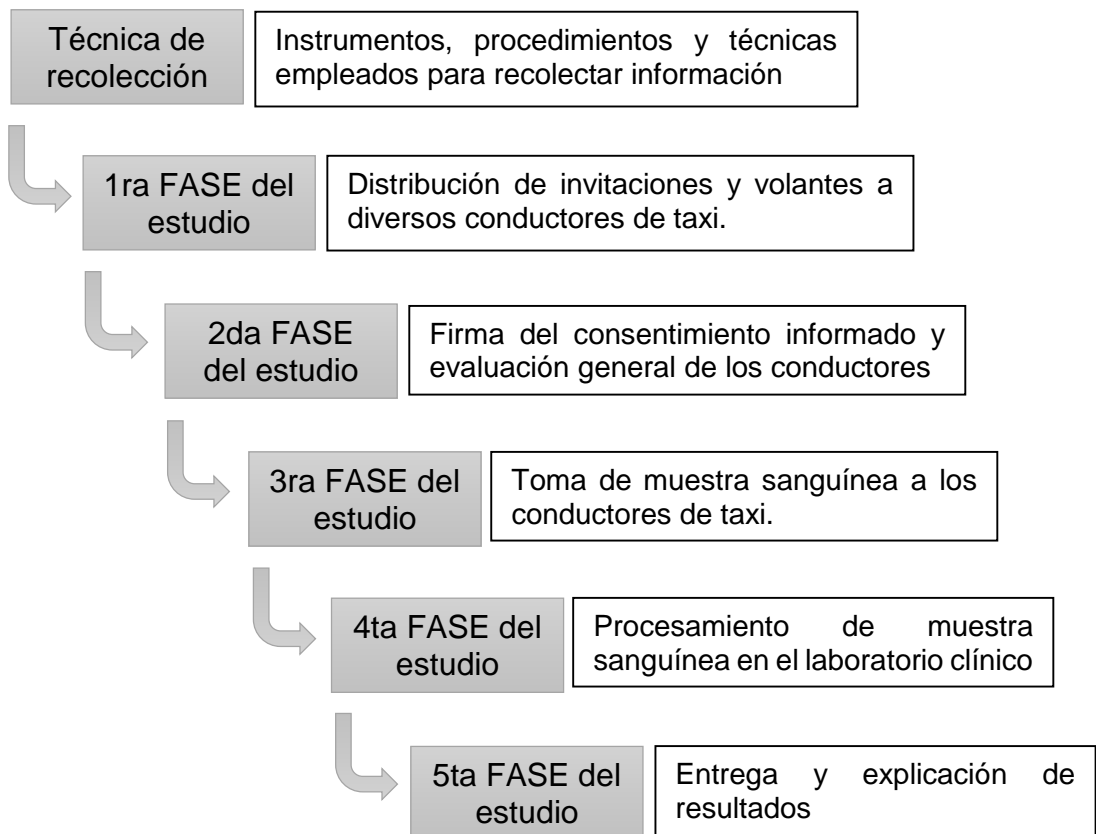 Técnica de
recolección
Instrumentos, procedimientos y técnicas
empleados para recolectar información
1ra FASE del
estudio
Distribución de invitaciones y volantes a
diversos conductores de taxi.
2da FASE
del estudio
Firma del consentimiento informado y
evaluación general de los conductores
3ra FASE del
estudio
Toma de muestra sanguínea a los
conductores de taxi.
4ta FASE del
estudio
Procesamiento de muestra
sanguínea en el laboratorio clínico
5ta FASE del
estudio
Entrega y explicación de
resultados